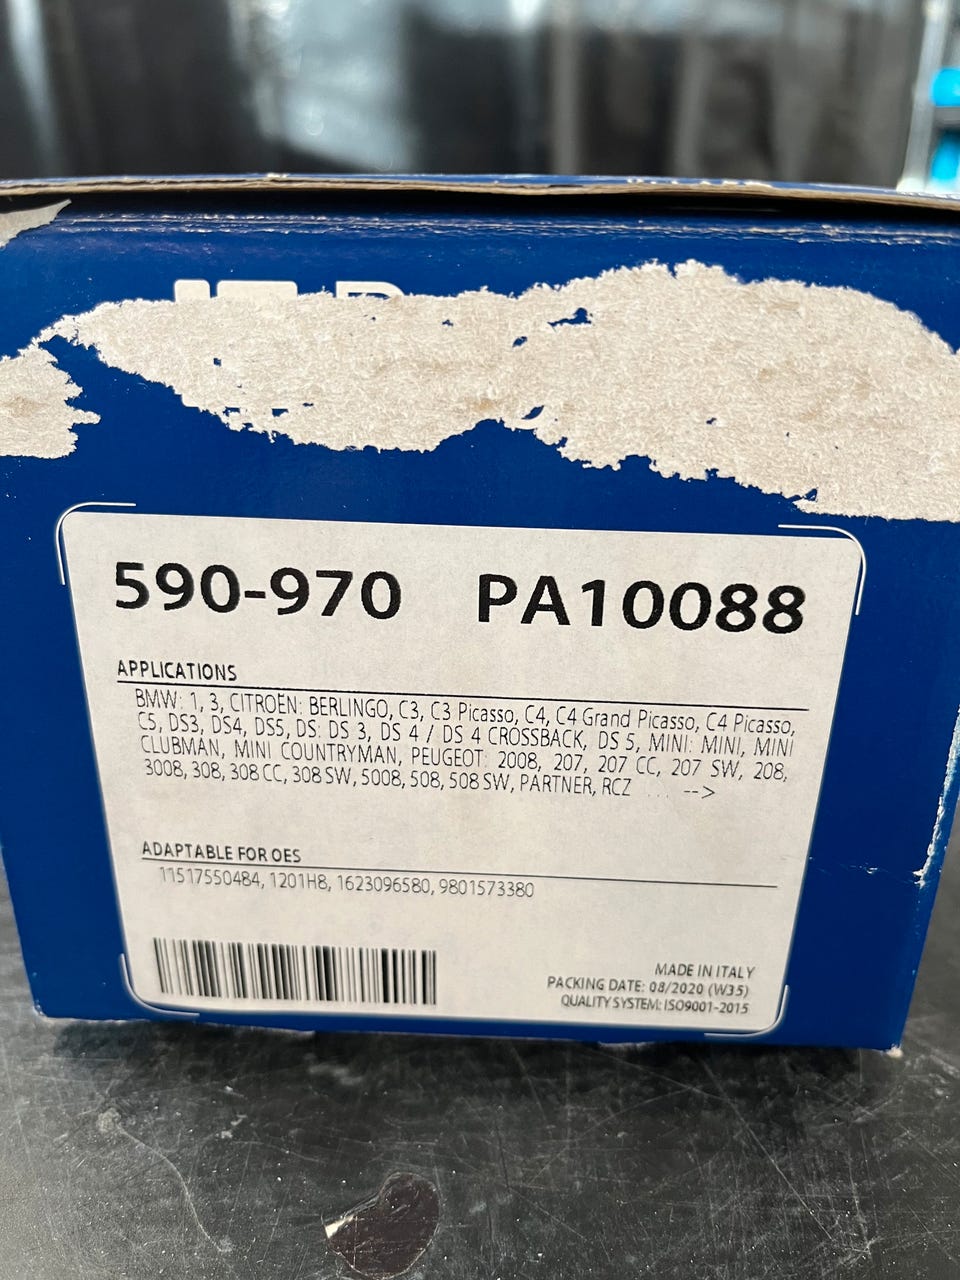 590-970 PA10088
APPLICATIONS
BMW: 1, 3, CITROËN: BERLINGO, C3, C3 Picasso, C4, C4 Grand Picasso, C4 Picasso,
C5, DS3, DS4, DS5, DS: DS 3, DS 4 / DS 4 CROSSBACK, DS 5, MINI: MINI, MINI
CLUBMAN, MINI COUNTRYMAN, PEUGEOT: 2008, 207, 207 CC, 207 SW, 208,
3008, 308, 308 CC, 308 SW, 5008, 508, 508 SW, PARTNER, RCZ .... -->
ADAPTABLE FOR OES
11517550484, 1201H8, 1623096580, 9801573380
MADE IN ITALY
PACKING DATE: 08/2020 (W35)
QUALITY SYSTEM: ISO9001-2015